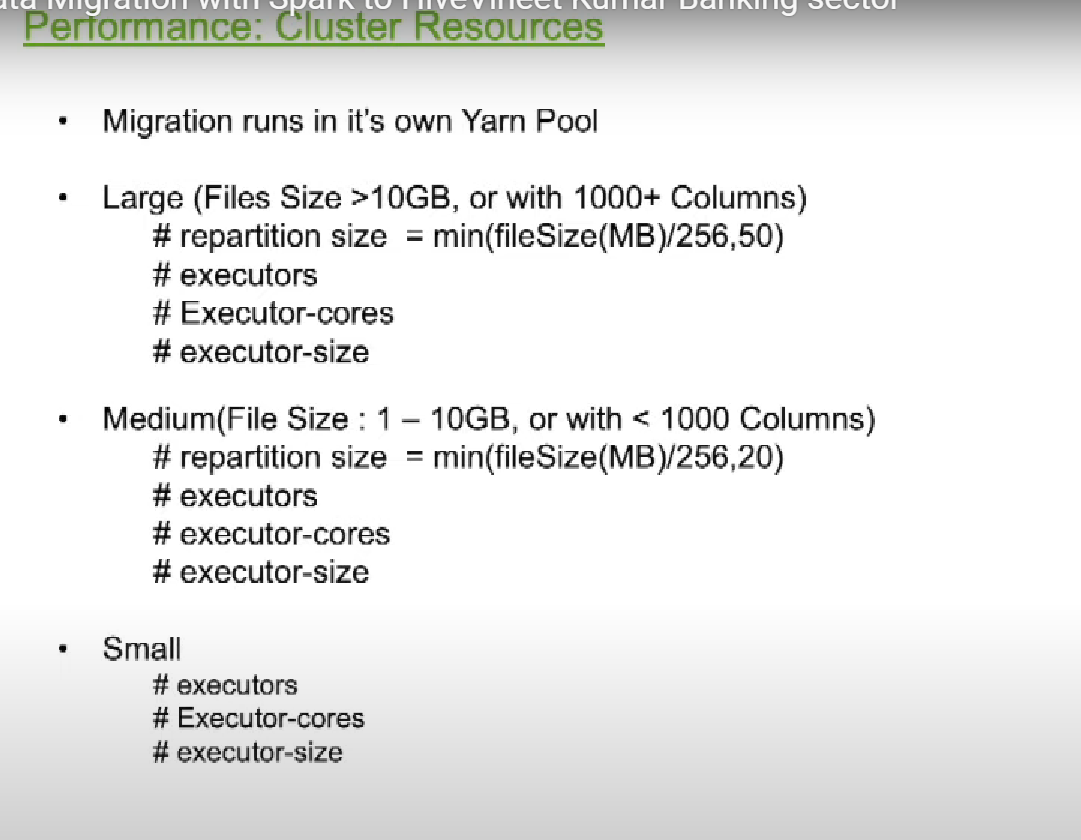 Migration with Spark to HiveVineet Kumar Banking sector
Performance: Cluster Resources
• Migration runs in it's own Yarn Pool
• Large (Files Size >10GB, or with 1000+ Columns)
# repartition size = min(fileSize(MB)/256,50)
# executors
# Executor-cores
# executor-size
• Medium(File Size : 1 – 10GB, or with < 1000 Columns)
# repartition size = min(fileSize(MB)/256,20)
# executors
# executor-cores
# executor-size
• Small
# executors
# Executor-cores
# executor-size